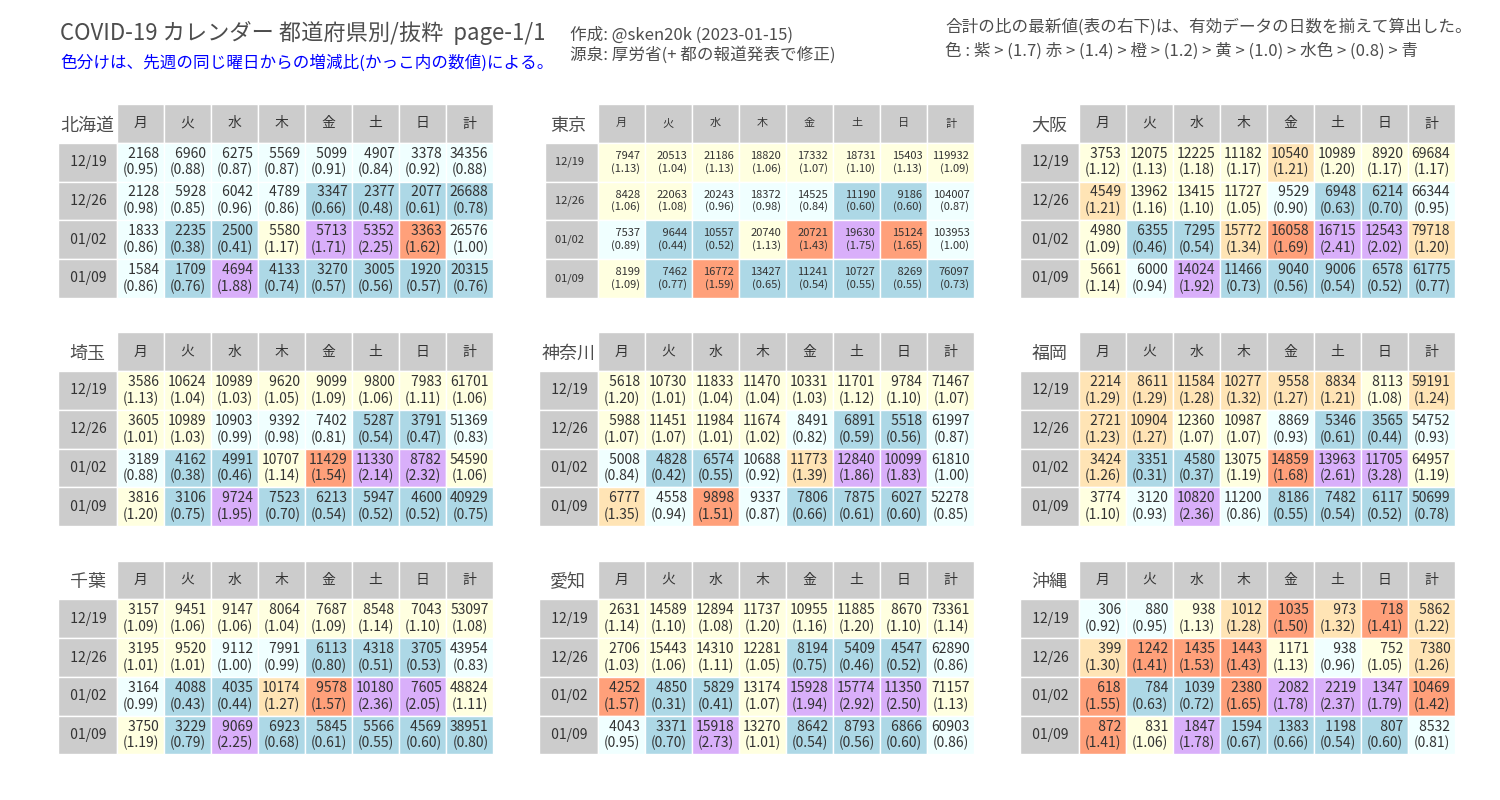 COVID-19 カレンダー 都道府県別/抜粋 page-1/1
色分けは、先週の同じ曜日からの増減比(かっこ内の数値)による。
作成: @sken20k (2023-01-15)
源泉: 厚労省(+ 都の報道発表で修正)
合計の比の最新値(表の右下)は、有効データの日数を揃えて算出した。
色 : 紫 > (1.7) 赤 > (1.4) > 橙 > (1.2) > 黄 > (1.0) > 水色 > (0.8) > 青
北海道 月 火 水 木 金 土 日 計
12/19 2168 6960 6275 5569 5099 4907 3378 34356
(0.95) (0.88) (0.87) (0.87) (0.91) (0.84) (0.92) (0.88)
12/26 2128 5928 6042 4789 3347 2377 2077 26688
(0.98) (0.85) (0.96) (0.86) (0.66) (0.48) (0.61) (0.78)
01/02 1833 2235 2500 5580 5713 5352 3363 26576
(0.86) (0.38) (0.41) (1.17) (1.71) (2.25) (1.62) (1.00)
01/09 1584 1709 4694 4133 3270 3005 1920 20315
(0.86) (0.76) (1.88) (0.74) (0.57) (0.56) (0.57) (0.76)
東京 月 火 水 木 金 土 日 計
12/19 7947 20513 21186 18820 17332 18731 15403 119932
(1.13) (1.04) (1.13) (1.06) (1.07) (1.10) (1.13) (1.09)
12/26 8428 22063 20243 18372 14525 11190 9186 104007
(1.06) (1.08) (0.96) (0.98) (0.84) (0.60) (0.60) (0.87)
01/02 7537 9644 10557 20740 20721 19630 15124 103953
(0.89) (0.44) (0.52) (1.13) (1.43) (1.75) (1.65) (1.00)
01/09 8199 7462 16772 13427 11241 10727 8269 76097
(1.09) (0.77) (1.59) (0.65) (0.54) (0.55) (0.55) (0.73)
大阪 月 火 水 木 金 土 日 計
12/19 3753 12075 12225 11182 10540 10989 8920 69684
(1.12) (1.13) (1.18) (1.17) (1.21) (1.20) (1.17) (1.17)
12/26 4549 13962 13415 11727 9529 6948 6214 66344
(1.21) (1.16) (1.10) (1.05) (0.90) (0.63) (0.70) (0.95)
01/02 4980 6355 7295 15772 16058 16715 12543 79718
(1.09) (0.46) (0.54) (1.34) (1.69) (2.41) (2.02) (1.20)
01/09 5661 6000 14024 11466 9040 9006 6578 61775
(1.14) (0.94) (1.92) (0.73) (0.56) (0.54) (0.52) (0.77)
埼玉 月 火 水 木 金 土 日 計
12/19 3586 10624 10989 9620 9099 9800 7983 61701
(1.13) (1.04) (1.03) (1.05) (1.09) (1.06) (1.11) (1.06)
12/26 3605 10989 10903 9392 7402 5287 3791 51369
(1.01) (1.03) (0.99) (0.98) (0.81) (0.54) (0.47) (0.83)
01/02 3189 4162 4991 10707 11429 11330 8782 54590
(0.88) (0.38) (0.46) (1.14) (1.54) (2.14) (2.32) (1.06)
01/09 3816 3106 9724 7523 6213 5947 4600 40929
(1.20) (0.75) (1.95) (0.70) (0.54) (0.52) (0.52) (0.75)
神奈川 月 火 水 木 金 土 日 計
12/19 5618 10730 11833 11470 10331 11701 9784 71467
(1.20) (1.01) (1.04) (1.04) (1.03) (1.12) (1.10) (1.07)
12/26 5988 11451 11984 11674 8491 6891 5518 61997
(1.07) (1.07) (1.01) (1.02) (0.82) (0.59) (0.56) (0.87)
01/02 5008 4828 6574 10688 11773 12840 10099 61810
(0.84) (0.42) (0.55) (0.92) (1.39) (1.86) (1.83) (1.00)
01/09 6777 4558 9898 9337 7806 7875 6027 52278
(1.35) (0.94) (1.51) (0.87) (0.66) (0.61) (0.60) (0.85)
福岡 月 火 水 木 金 土 日 計
12/19 2214 8611 11584 10277 9558 8834 8113 59191
(1.29) (1.29) (1.28) (1.32) (1.27) (1.21) (1.08) (1.24)
12/26 2721 10904 12360 10987 8869 5346 3565 54752
(1.23) (1.27) (1.07) (1.07) (0.93) (0.61) (0.44) (0.93)
01/02 3424 3351 4580 13075 14859 13963 11705 64957
(1.26) (0.31) (0.37) (1.19) (1.68) (2.61) (3.28) (1.19)
01/09 3774 3120 10820 11200 8186 7482 6117 50699
(1.10) (0.93) (2.36) (0.86) (0.55) (0.54) (0.52) (0.78)
千葉 月 火 水 木 金 土 日 計
12/19 3157 9451 9147 8064 7687 8548 7043 53097
(1.09) (1.06) (1.06) (1.04) (1.09) (1.14) (1.10) (1.08)
12/26 3195 9520 9112 7991 6113 4318 3705 43954
(1.01) (1.01) (1.00) (0.99) (0.80) (0.51) (0.53) (0.83)
01/02 3164 4088 4035 10174 9578 10180 7605 48824
(0.99) (0.43) (0.44) (1.27) (1.57) (2.36) (2.05) (1.11)
01/09 3750 3229 9069 6923 5845 5566 4569 38951
(1.19) (0.79) (2.25) (0.68) (0.61) (0.55) (0.60) (0.80)
愛知 月 火 水 木 金 土 日 計
12/19 2631 14589 12894 11737 10955 11885 8670 73361
(1.14) (1.10) (1.08) (1.20) (1.16) (1.20) (1.10) (1.14)
12/26 2706 15443 14310 12281 8194 5409 4547 62890
(1.03) (1.06) (1.11) (1.05) (0.75) (0.46) (0.52) (0.86)
01/02 4252 4850 5829 13174 15928 15774 11350 71157
(1.57) (0.31) (0.41) (1.07) (1.94) (2.92) (2.50) (1.13)
01/09 4043 3371 15918 13270 8642 8793 6866 60903
(0.95) (0.70) (2.73) (1.01) (0.54) (0.56) (0.60) (0.86)
沖縄 月 火 水 木 金 土 日 計
12/19 306 880 938 1012 1035 973 718 5862
(0.92) (0.95) (1.13) (1.28) (1.50) (1.32) (1.41) (1.22)
12/26 399 1242 1435 1443 1171 938 752 7380
(1.30) (1.41) (1.53) (1.43) (1.13) (0.96) (1.05) (1.26)
01/02 618 784 1039 2380 2082 2219 1347 10469
(1.55) (0.63) (0.72) (1.65) (1.78) (2.37) (1.79) (1.42)
01/09 872 831 1847 1594 1383 1198 807 8532
(1.41) (1.06) (1.78) (0.67) (0.66) (0.54) (0.60) (0.81)